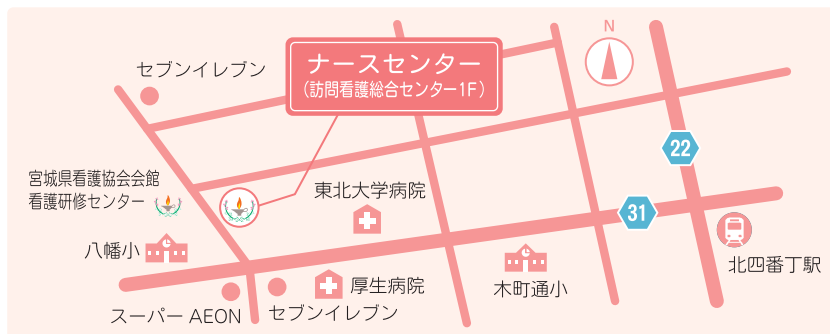 N
セブンイレブン
ナースセンター
(訪問看護総合センター1F)
22
宮城県看護協会会館
看護研修センター
東北大学病院
31
八幡小
北四番丁駅
厚生病院
木町通小
スーパーAEON
セブンイレブン